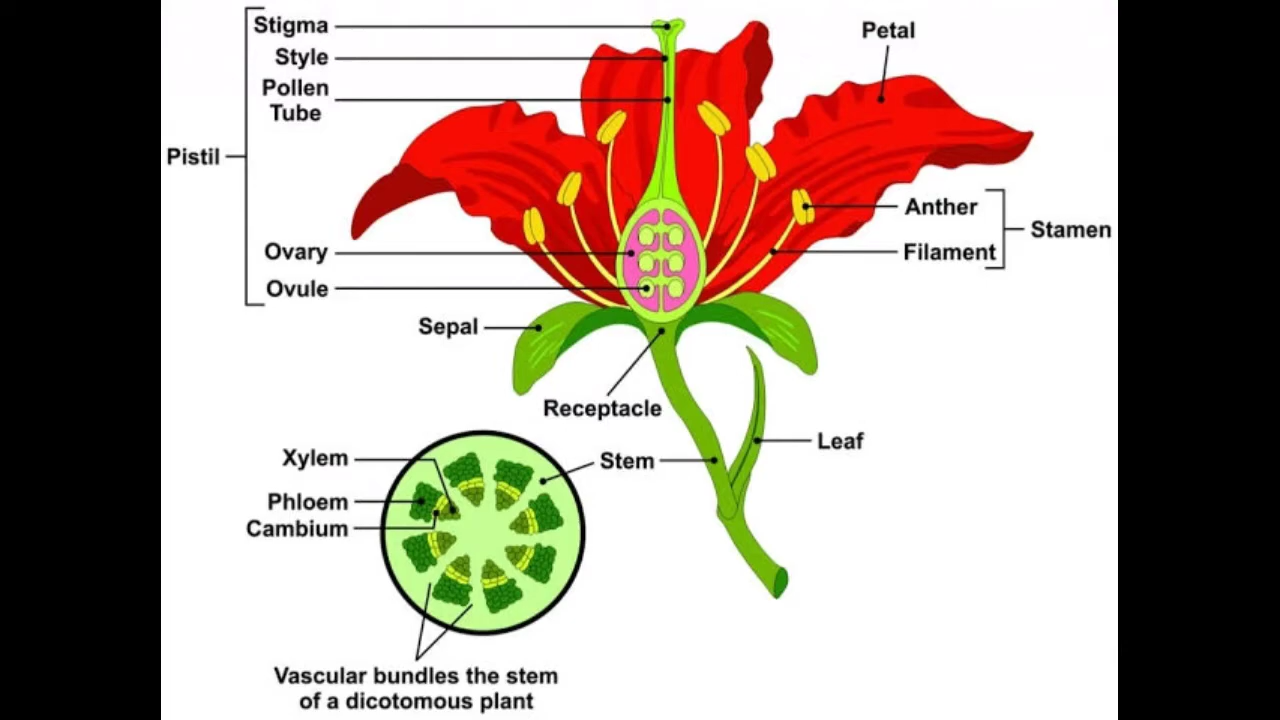 Stigma
Style
Pollen
Tube
Pistil
Ovary
Ovule
Sepal
Petal
Anther
Stamen
Filament
Receptacle
Leaf
Stem
Xylem
Phloem
Cambium
Vascular bundles the stem
of a dicotomous plant